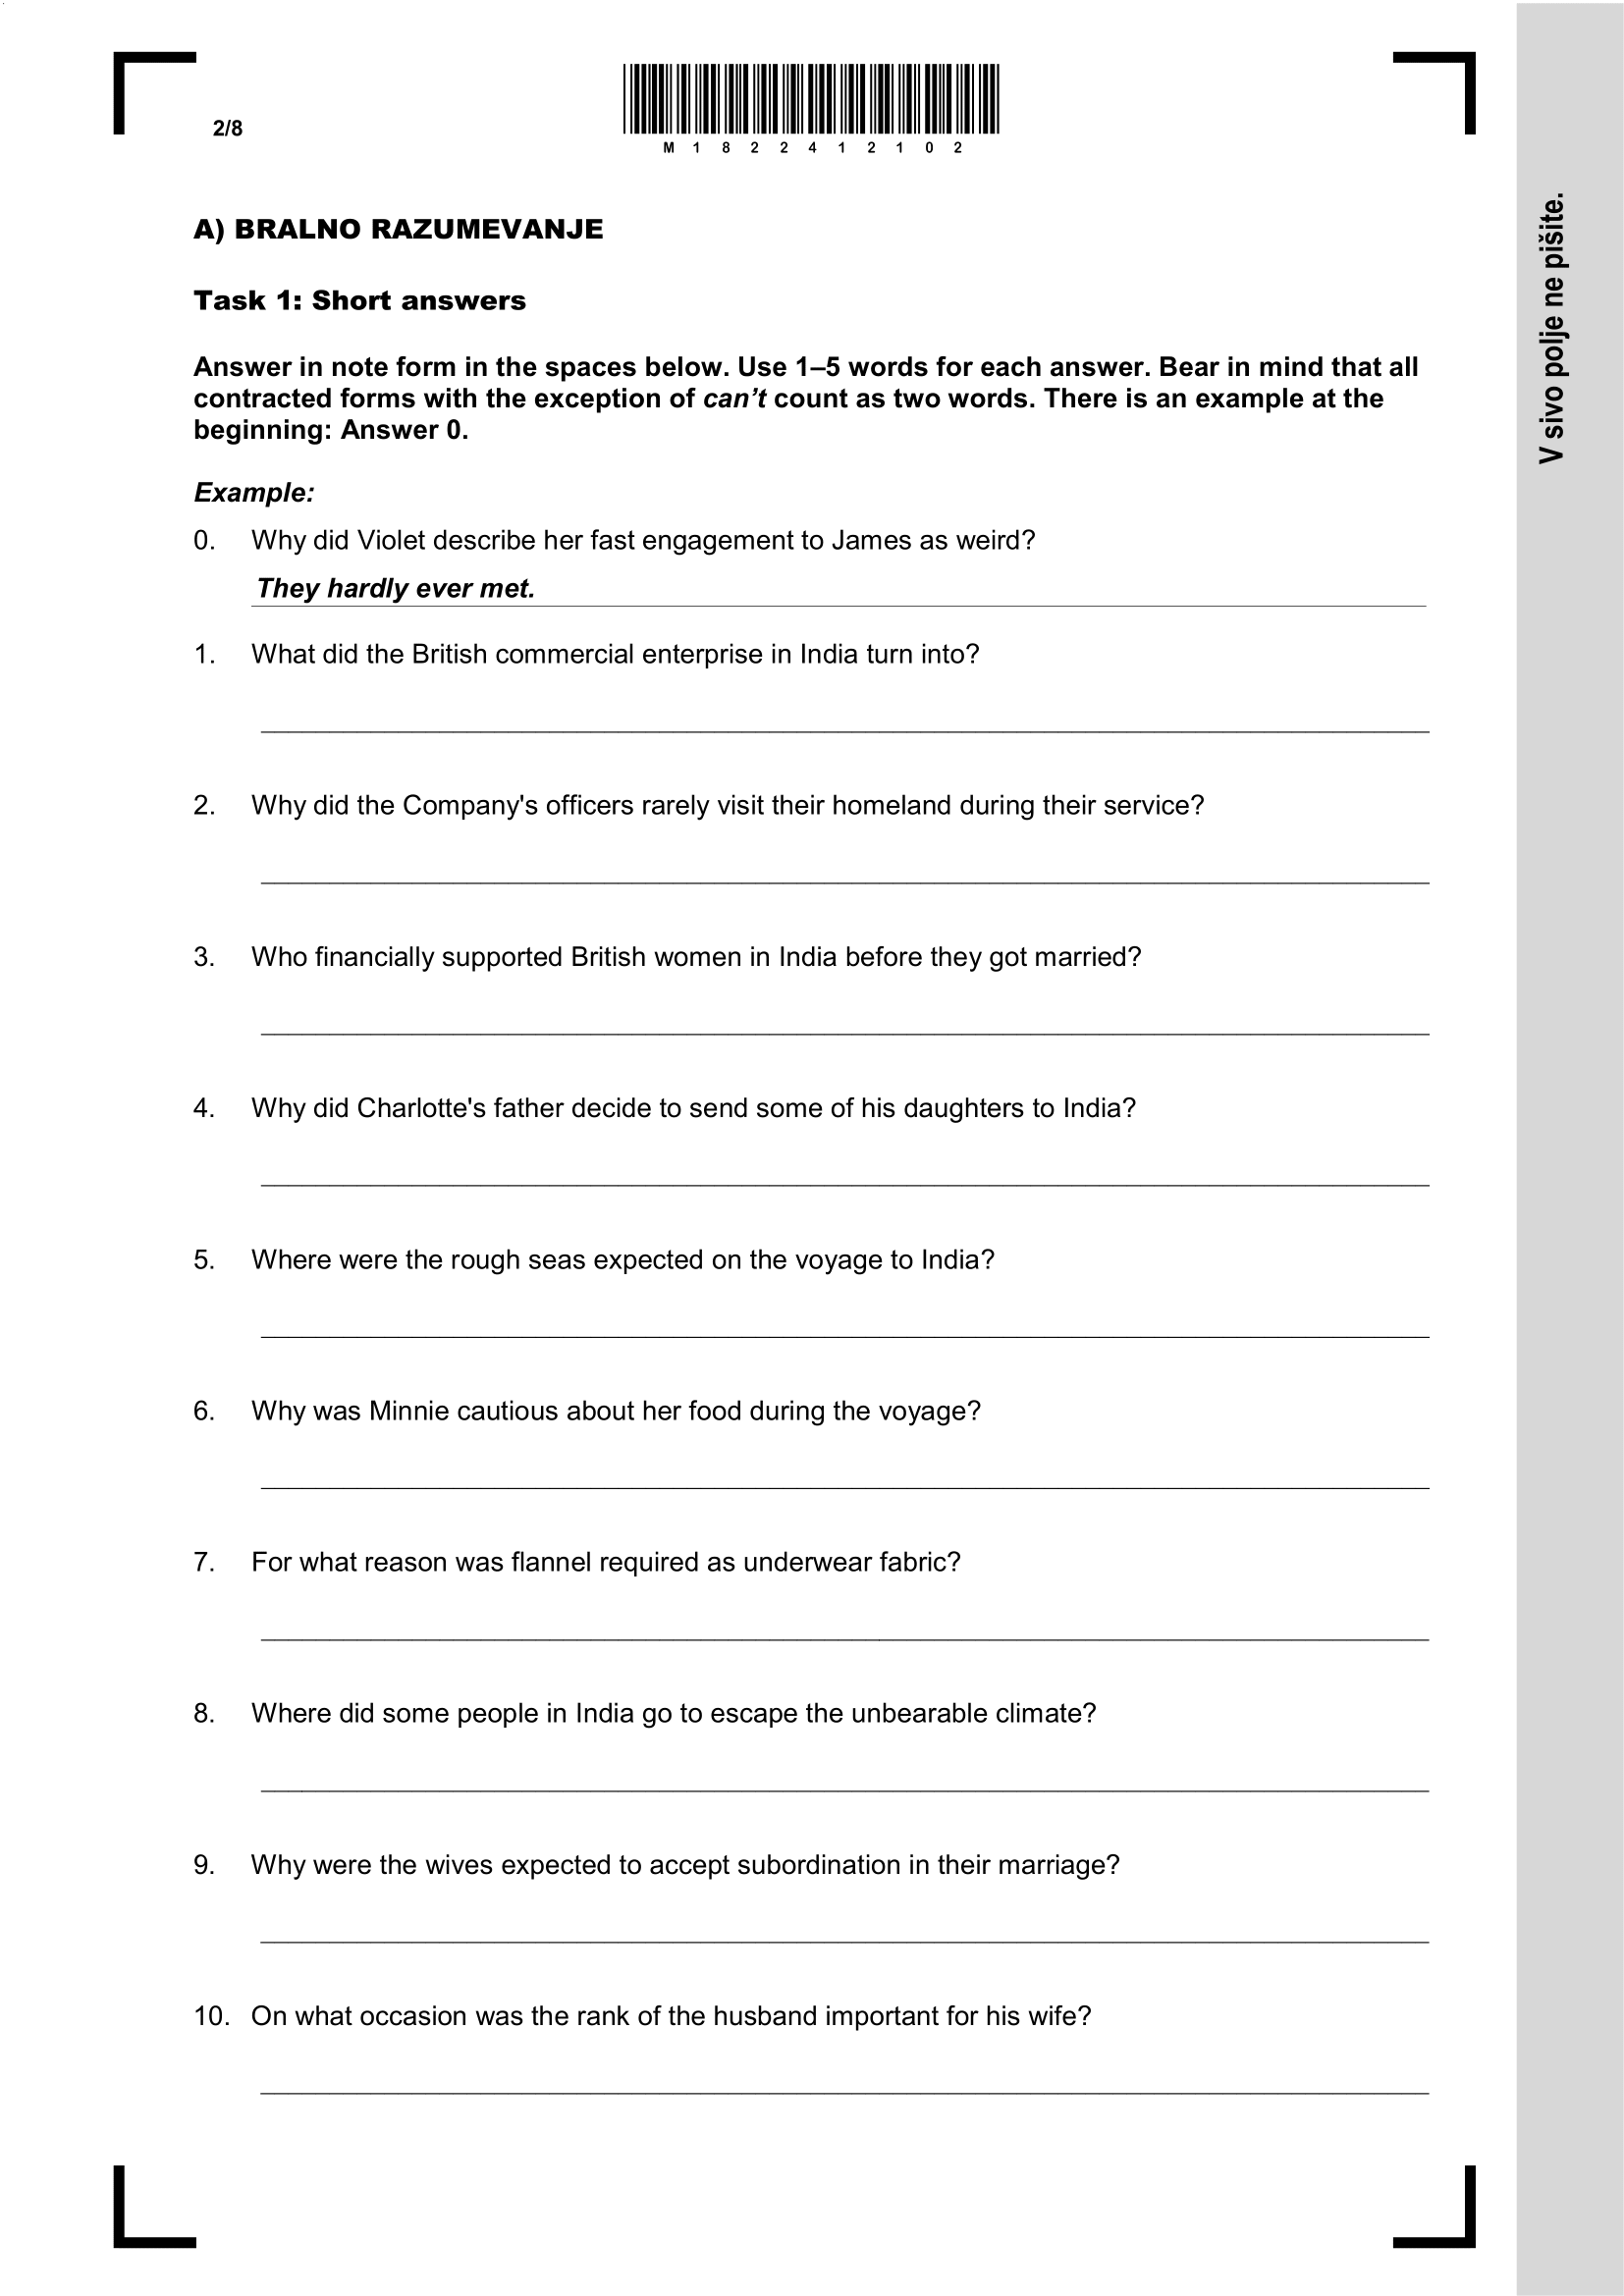 2/8
M 1 8 2 2 4 1 2 1 0 2
V sivo polje ne pišite.
A) BRALNO RAZUMEVANJE
Task 1: Short answers
Answer in note form in the spaces below. Use 1–5 words for each answer. Bear in mind that all
contracted forms with the exception of can’t count as two words. There is an example at the
beginning: Answer 0.
Example:
0. Why did Violet describe her fast engagement to James as weird?
They hardly ever met.
1. What did the British commercial enterprise in India turn into?
2. Why did the Company's officers rarely visit their homeland during their service?
3. Who financially supported British women in India before they got married?
4. Why did Charlotte's father decide to send some of his daughters to India?
5. Where were the rough seas expected on the voyage to India?
6. Why was Minnie cautious about her food during the voyage?
7. For what reason was flannel required as underwear fabric?
8. Where did some people in India go to escape the unbearable climate?
9. Why were the wives expected to accept subordination in their marriage?
10. On what occasion was the rank of the husband important for his wife?